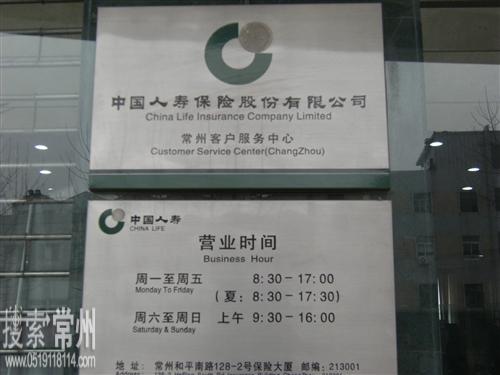 中国人寿保险股份有限公司
China Life Insurance Company Limited
常州客户服务中心
Customer Service Center(ChangZhou)
中国人寿
CHINA LIFE
营业时间
Business Hour
周一至周五 8:30-17:00
Monday To Friday
(夏: 8:30-17:30)
周六至周日 上午 9:30-16:00
Saturday & Sunday
地址: 常州和平南路128-2号保险大厦 邮编: 213001
搜索常州
www.0519118114.com